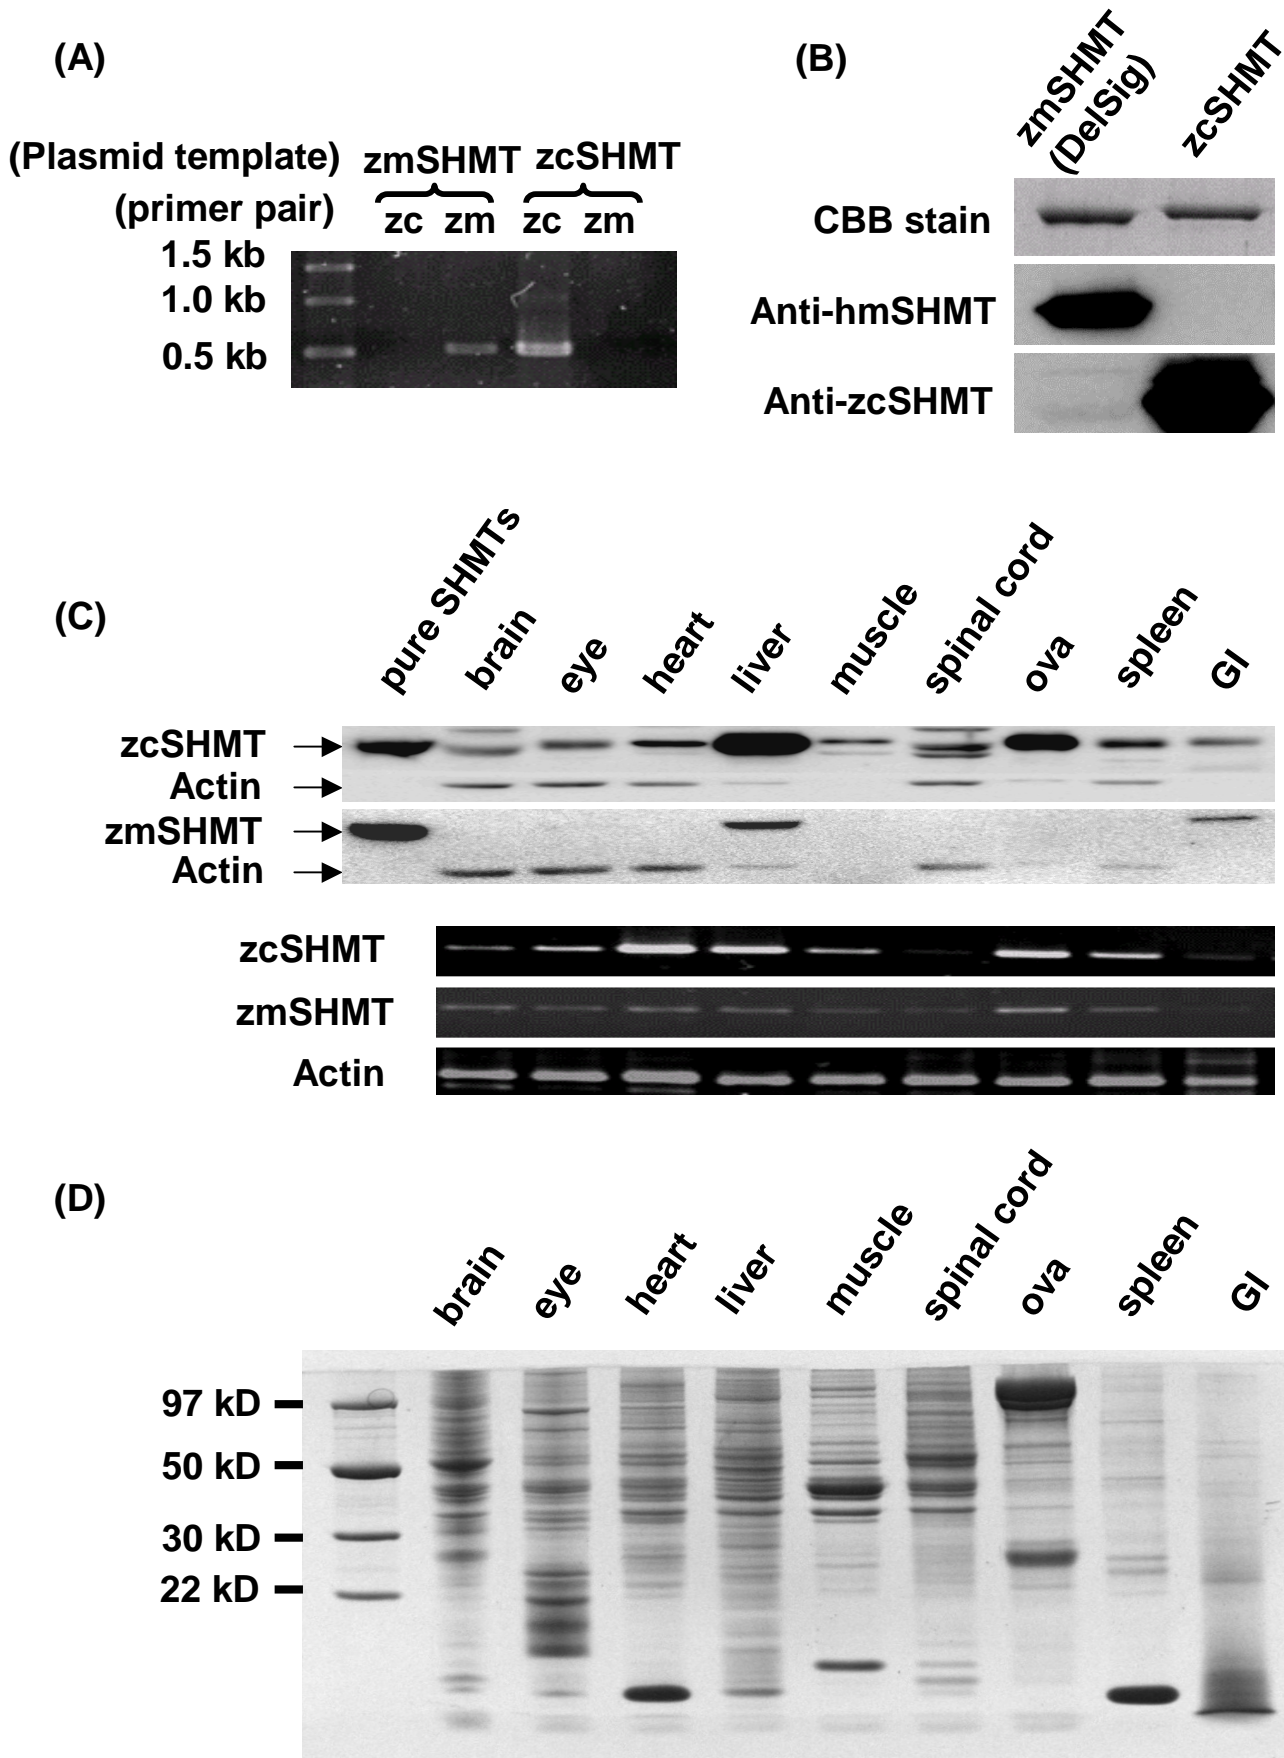 (A)
(Plasmid template) zmSHMT zcSHMT
(primer pair) zc zm zc zm
1.5 kb
1.0 kb
0.5 kb
(B)
zmSHMT
(DelSig)
zcSHMT
CBB stain
Anti-hmSHMT
Anti-zcSHMT
(C)
pure SHMTs brain eye heart liver muscle spinal cord ova spleen GI
zcSHMT
Actin
zmSHMT
Actin
zcSHMT
zmSHMT
Actin
(D)
brain eye heart liver muscle spinal cord ova spleen GI
97 kD
50 kD
30 kD
22 kD